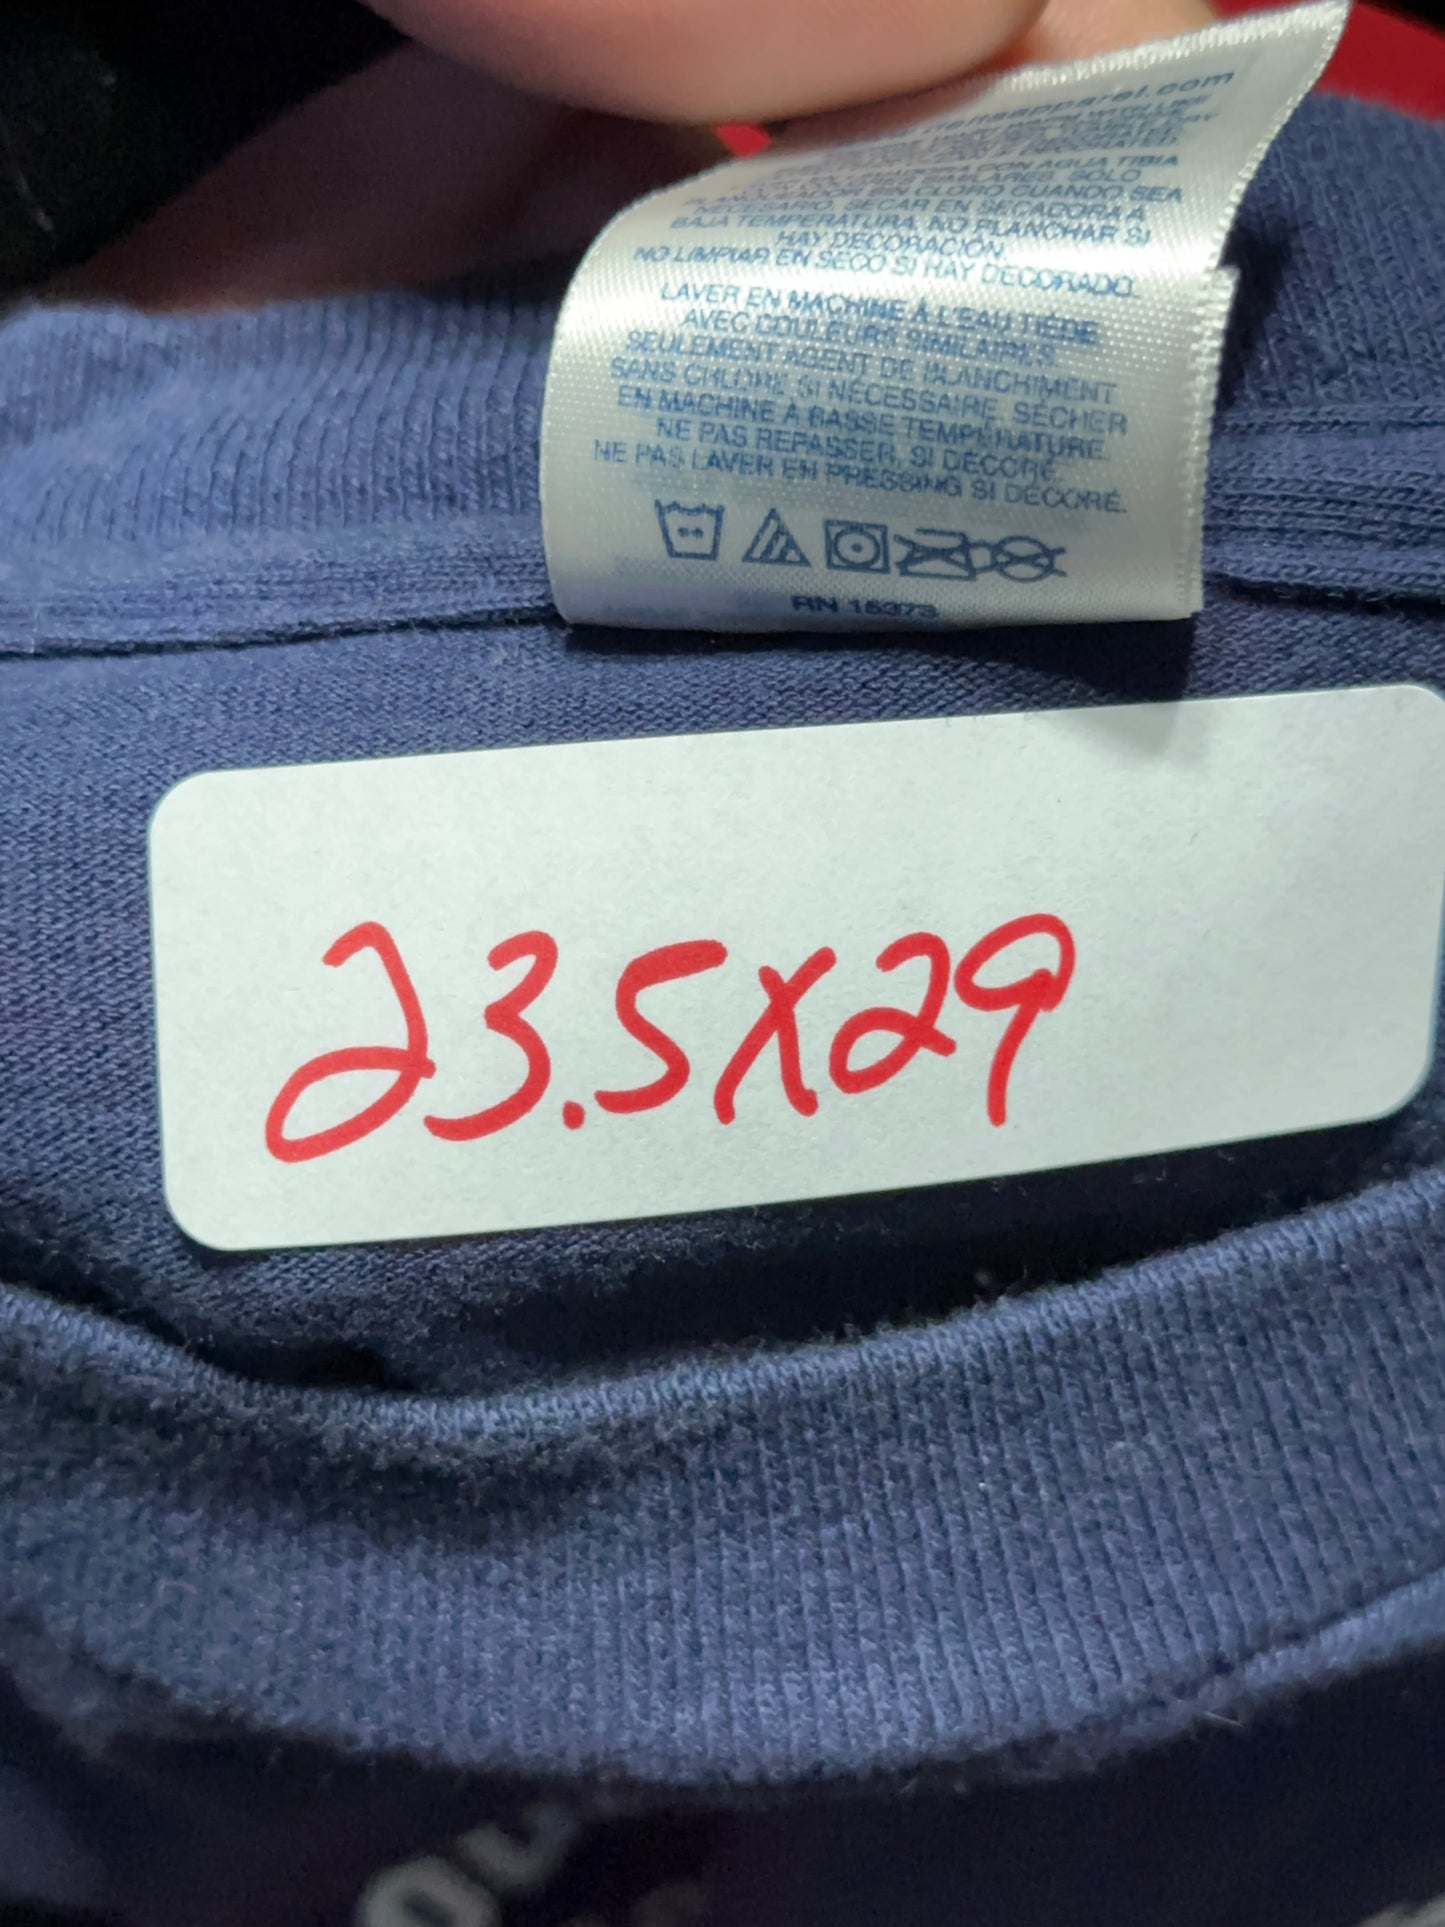 DECORATED.
CON AGUA TIBIA
SÓLO
BLANQUEADOR SIN CLORO CUANDO SEA
NECESARIO, SECAR EN SECADORA A
BAJA TEMPERATURA, NO PLANCHAR SI
HAY DECORACIÓN.
NO LIMPIAR EN SECO SI HAY DECORADO.
LAVER EN MACHINE À L'EAU TIÈDE
AVEC COULEURS SIMILAIRES.
SEULEMENT AGENT DE BLANCHIMENT
SANS CHLORE SI NÉCESSAIRE, SÉCHER
EN MACHINE À BASSE TEMPÉRATURE.
NE PAS REPASSER, SI DÉCORÉ.
NE PAS LAVER EN PRESSING SI DÉCORÉ.
RN 15373
23.5X29